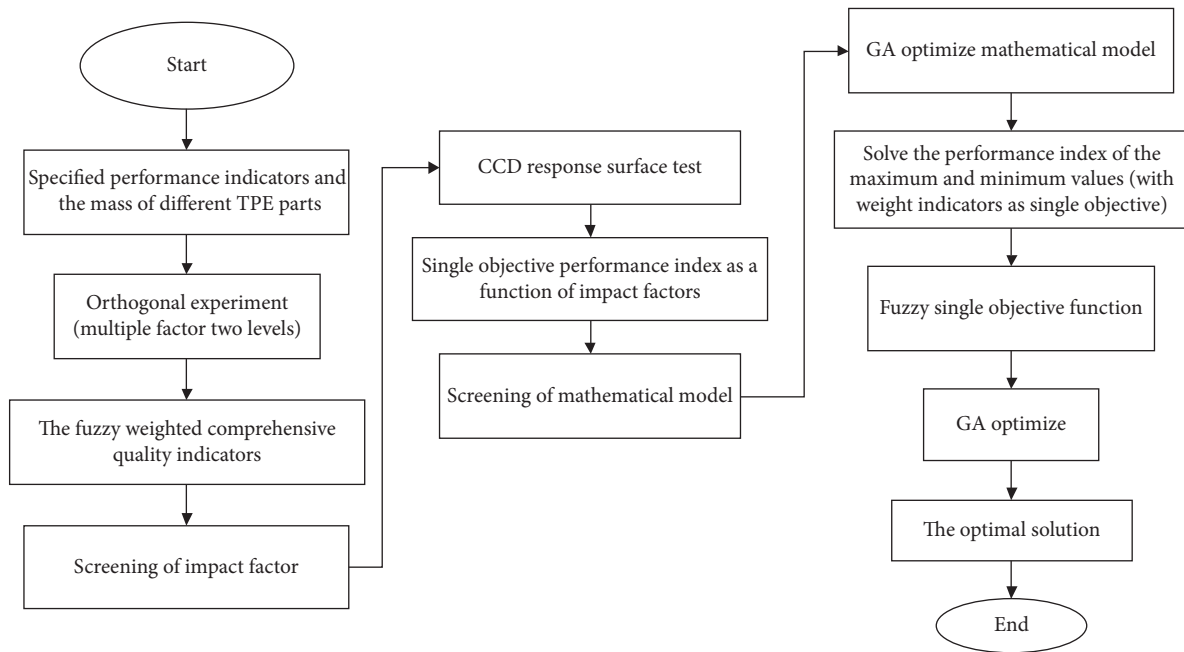 Start
Specified performance indicators and
the mass of different TPE parts
Orthogonal experiment
(multiple factor two levels)
The fuzzy weighted comprehensive
quality indicators
Screening of impact factor
CCD response surface test
Single objective performance index as a
function of impact factors
Screening of mathematical model
GA optimize mathematical model
Solve the performance index of the
maximum and minimum values (with
weight indicators as single objective)
Fuzzy single objective function
GA optimize
The optimal solution
End